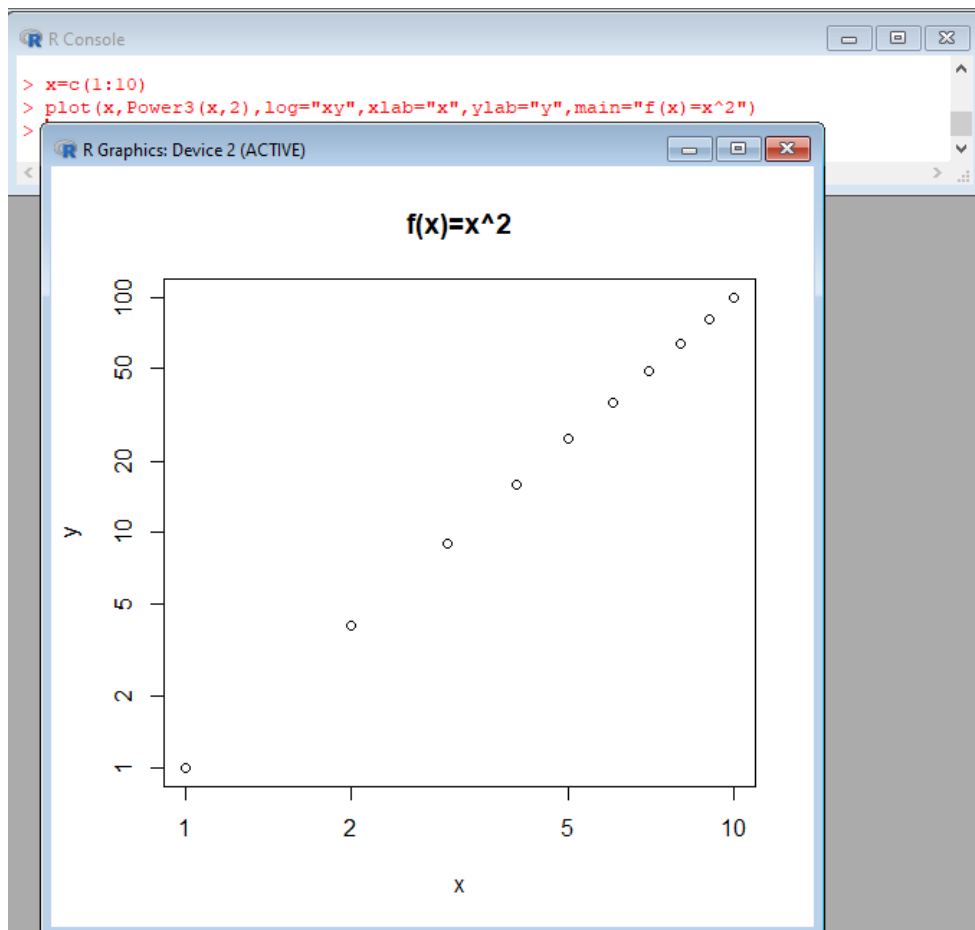 R Console
> x=c(1:10)
> plot(x,Power3(x,2),log="xy",xlab="x",ylab="y",main="f(x)=x^2")
>
R Graphics: Device 2 (ACTIVE)
f(x)=x^2
100
50
20
10
5
2
1
y
1 2 5 10
x